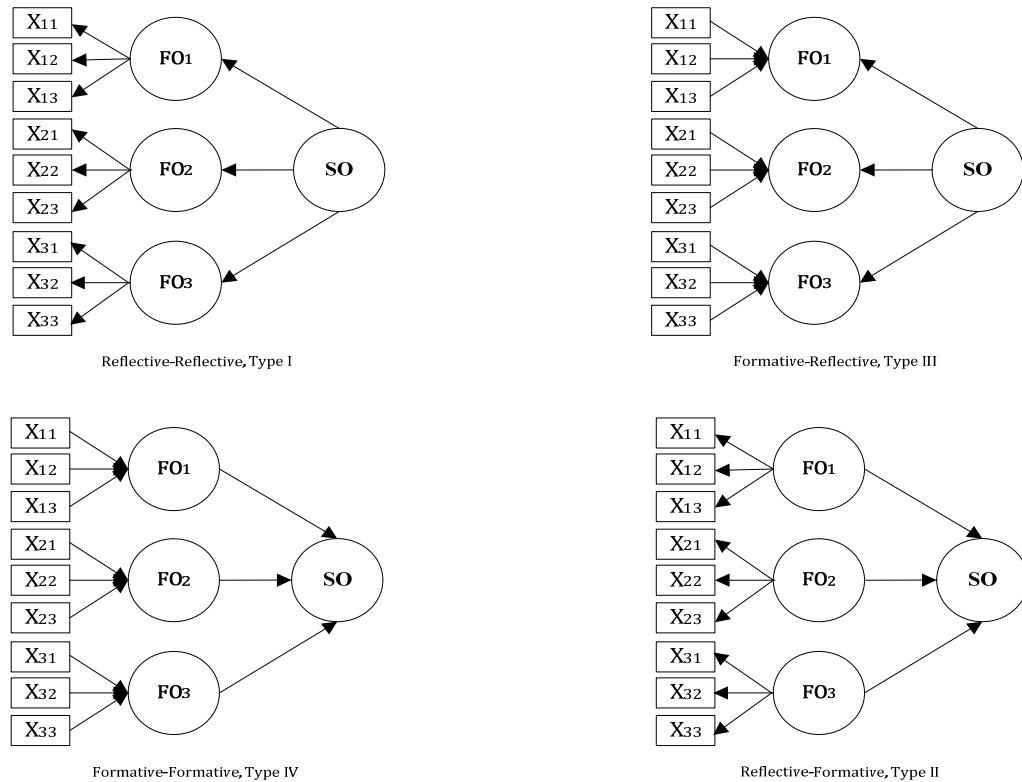 X11
X12
FO1
X13
X21
X22
FO2
SO
X23
X31
X32
FO3
X33
Reflective-Reflective, Type I
X11
X12
FO1
X13
X21
X22
FO2
SO
X23
X31
X32
FO3
X33
Formative-Reflective, Type III
X11
X12
FO1
X13
X21
X22
FO2
SO
X23
X31
X32
FO3
X33
Formative-Formative, Type IV
X11
X12
FO1
X13
X21
X22
FO2
SO
X23
X31
X32
FO3
X33
Reflective-Formative, Type II